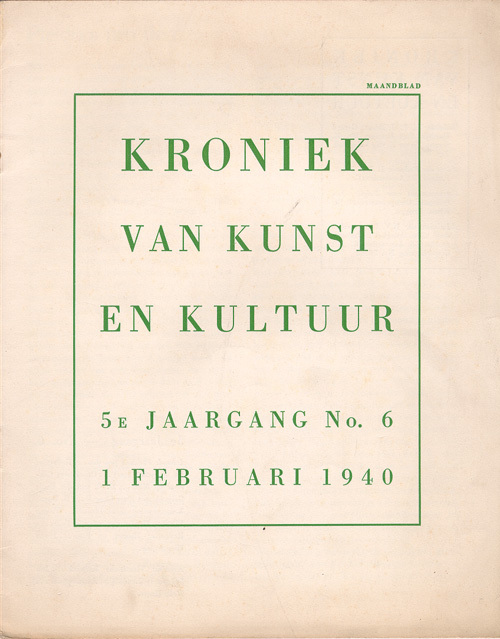 MAANDBLAD
KRONIEK
VAN KUNST
EN KULTUUR
5E JAARGANG No. 6
1 FEBRUARI 1940